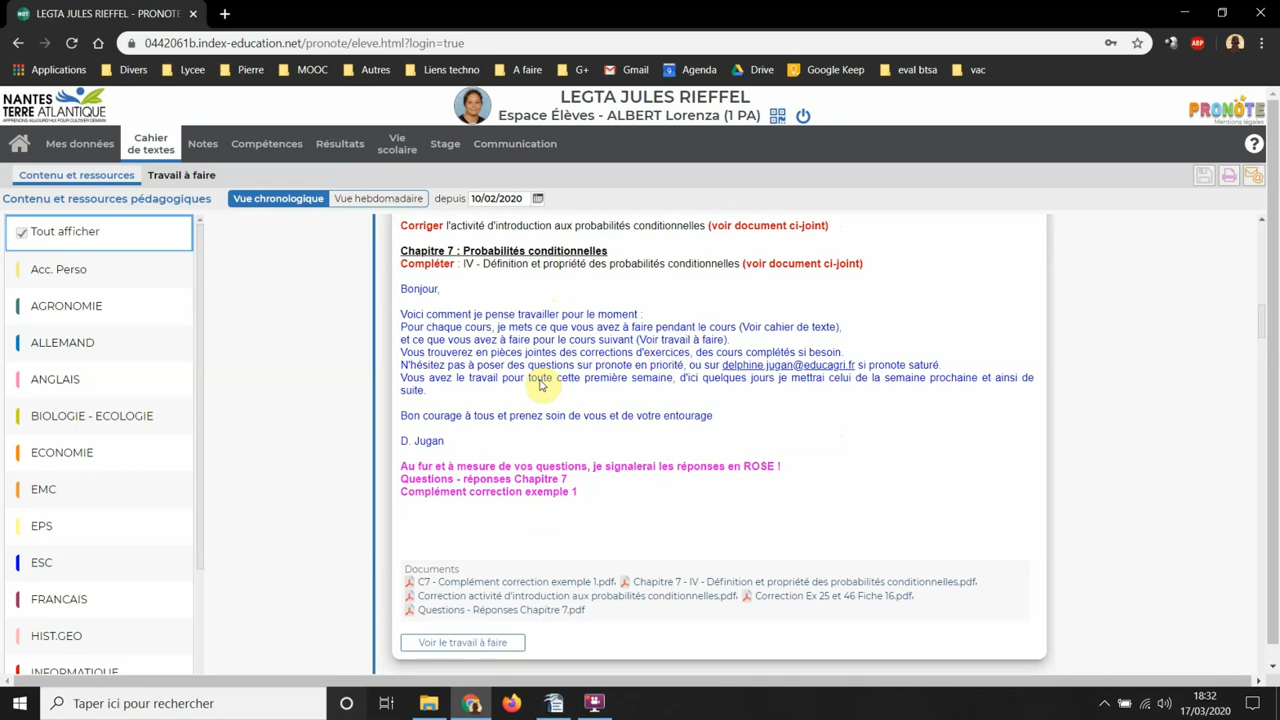 LEGTA JULES RIEFFEL - PRONOTE
0442061b.index-education.net/pronote/eleve.html?login=true
ABP
Applications Divers Lycee Pierre MOOC Autres Liens techno A faire G+ Gmail Agenda Drive Google Keep eval btsa vac
NANTES
TERRE ATLANTIQUE
LEGTA JULES RIEFFEL
Espace Élèves - ALBERT Lorenza (1 PA)
PRONOTE
Mentions légales
Mes données
Cahier
de textes
Notes
Compétences
Résultats
Vie
scolaire
Stage
Communication
?
Contenu et ressources Travail à faire
Contenu et ressources pédagogiques
Vue chronologique Vue hebdomadaire depuis 10/02/2020
Tout afficher
Acc. Perso
AGRONOMIE
ALLEMAND
ANGLAIS
BIOLOGIE - ECOLOGIE
ECONOMIE
EMC
EPS
ESC
FRANCAIS
HIST.GEO
INFORMATIQUE
Corriger l'activité d'introduction aux probabilités conditionnelles (voir document ci-joint)
Chapitre 7 : Probabilités conditionnelles
Compléter : IV - Définition et propriété des probabilités conditionnelles (voir document ci-joint)
Bonjour,
Voici comment je pense travailler pour le moment :
Pour chaque cours, je mets ce que vous avez à faire pendant le cours (Voir cahier de texte),
et ce que vous avez à faire pour le cours suivant (Voir travail à faire).
Vous trouverez en pièces jointes des corrections d'exercices, des cours complétés si besoin.
N'hésitez pas à poser des questions sur pronote en priorité, ou sur delphine.jugan@educagri.fr si pronote saturé.
Vous avez le travail pour toute cette première semaine, d'ici quelques jours je mettrai celui de la semaine prochaine et ainsi de
suite.
Bon courage à tous et prenez soin de vous et de votre entourage
D. Jugan
Au fur et à mesure de vos questions, je signalerai les réponses en ROSE !
Questions - réponses Chapitre 7
Complément correction exemple 1
Documents
C7 - Complément correction exemple 1.pdf, Chapitre 7 - IV - Définition et propriété des probabilités conditionnelles.pdf,
Correction activité d'introduction aux probabilités conditionnelles.pdf, Correction Ex 25 et 46 Fiche 16.pdf,
Questions - Réponses Chapitre 7.pdf
Voir le travail à faire
Taper ici pour rechercher
18:32
17/03/2020